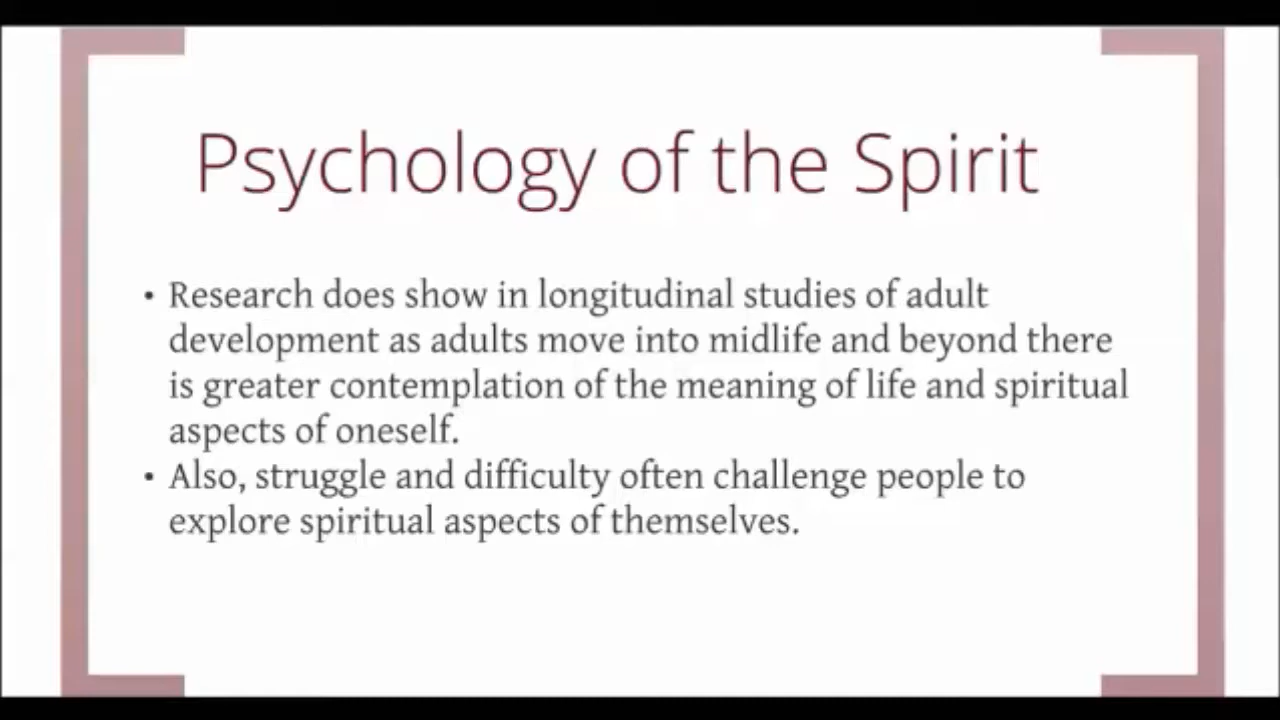 Psychology of the Spirit
• Research does show in longitudinal studies of adult
development as adults move into midlife and beyond there
is greater contemplation of the meaning of life and spiritual
aspects of oneself.
• Also, struggle and difficulty often challenge people to
explore spiritual aspects of themselves.